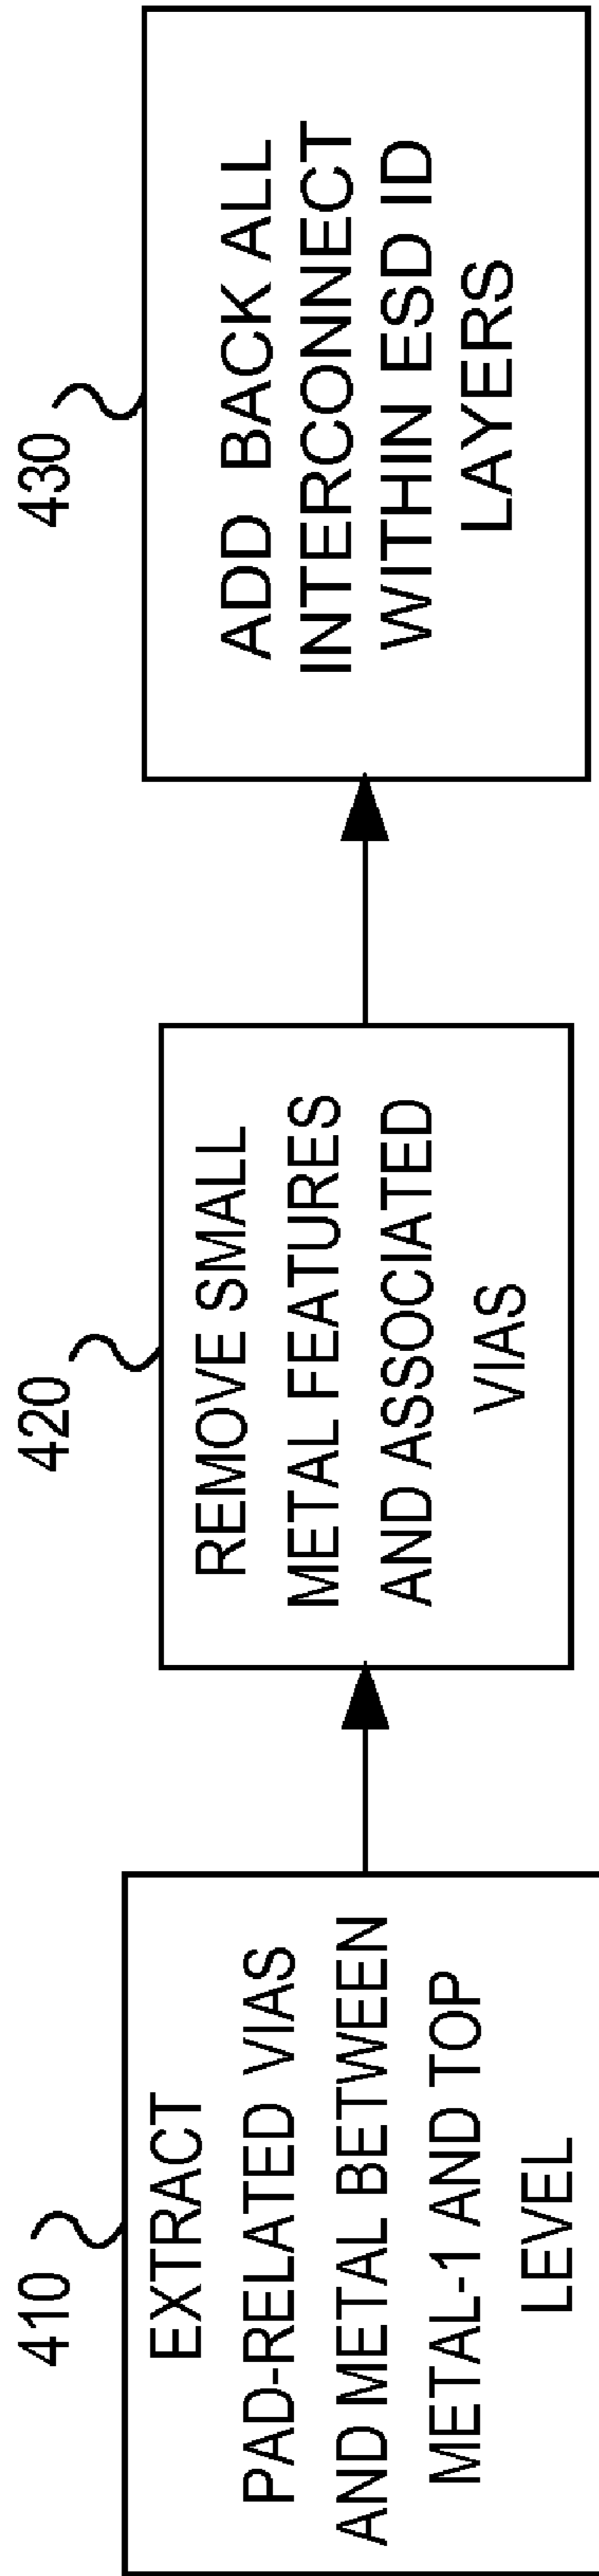 410
EXTRACT
PAD-RELATED VIAS
AND METAL BETWEEN
METAL-1 AND TOP
LEVEL
420
REMOVE SMALL
METAL FEATURES
AND ASSOCIATED
VIAS
430
ADD BACK ALL
INTERCONNECT
WITHIN ESD ID
LAYERS